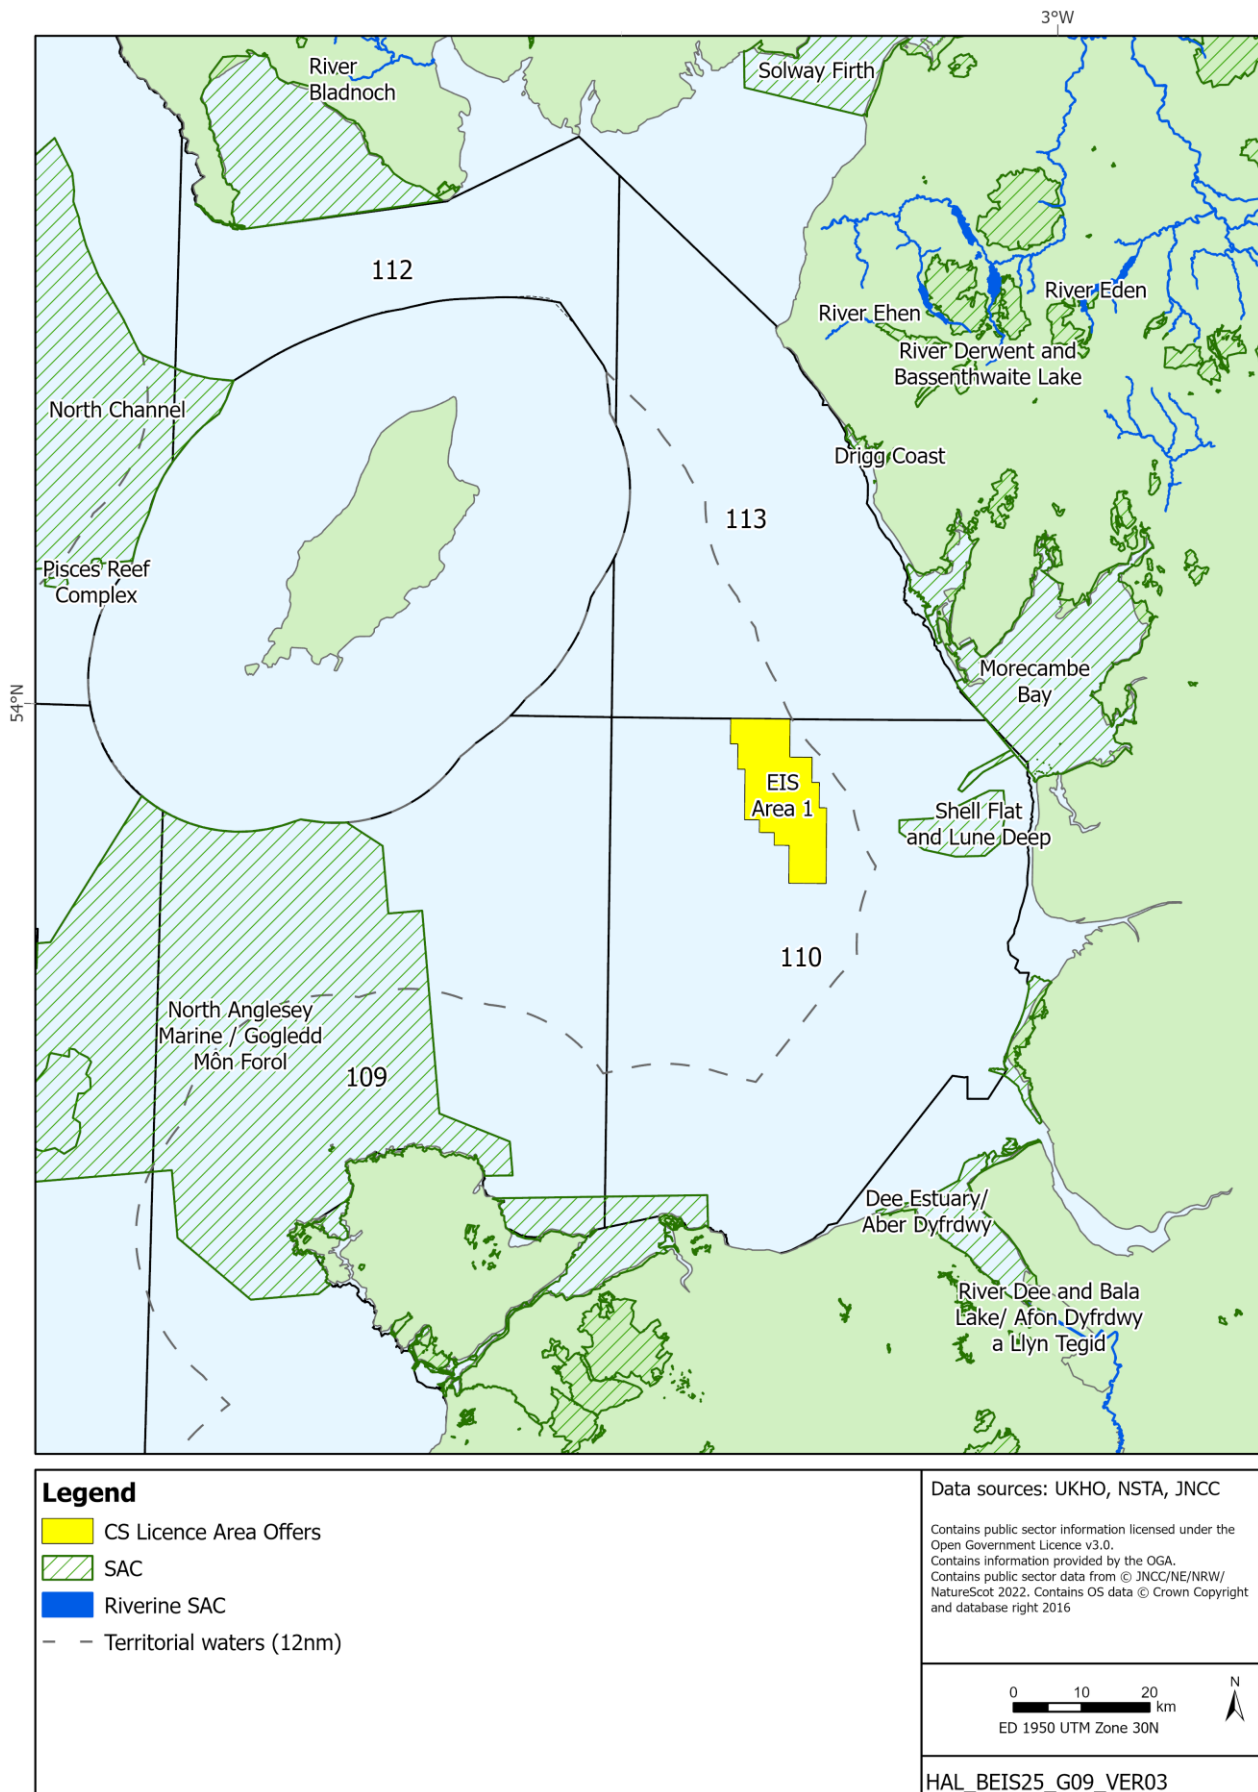 3°W
River
Bladnoch
Solway Firth
112
River Ehen
River Eden
River Derwent and
Bassenthwaite Lake
North Channel
Drigg Coast
113
Pisces Reef
Complex
Morecambe
Bay
54°N
EIS
Area 1
Shell Flat
and Lune Deep
110
North Anglesey
Marine / Gogledd
Môn Forol
109
Dee Estuary/
Aber Dyfrdwy
River Dee and Bala
Lake/ Afon Dyfrdwy
a Llyn Tegid
Legend
CS Licence Area Offers
SAC
Riverine SAC
Territorial waters (12nm)
Data sources: UKHO, NSTA, JNCC
Contains public sector information licensed under the
Open Government Licence v3.0.
Contains information provided by the OGA.
Contains public sector data from © JNCC/NE/NRW/
NatureScot 2022. Contains OS data © Crown Copyright
and database right 2016
N
0 10 20
km
ED 1950 UTM Zone 30N
HAL_BEIS25_G09_VER03